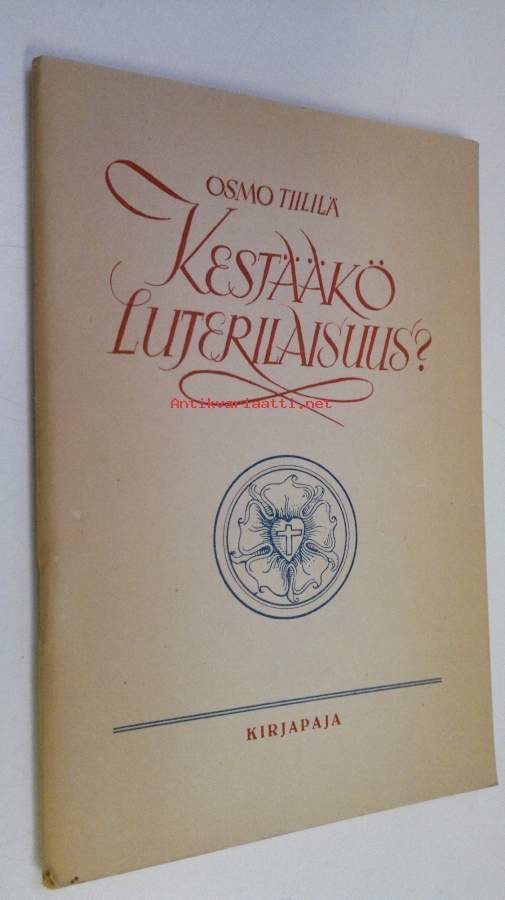 OSMO TIILILÄ
KESTÄÄKÖ
LUTERILAISUUS?
Antikvariaatti.net
KIRJAPAJA